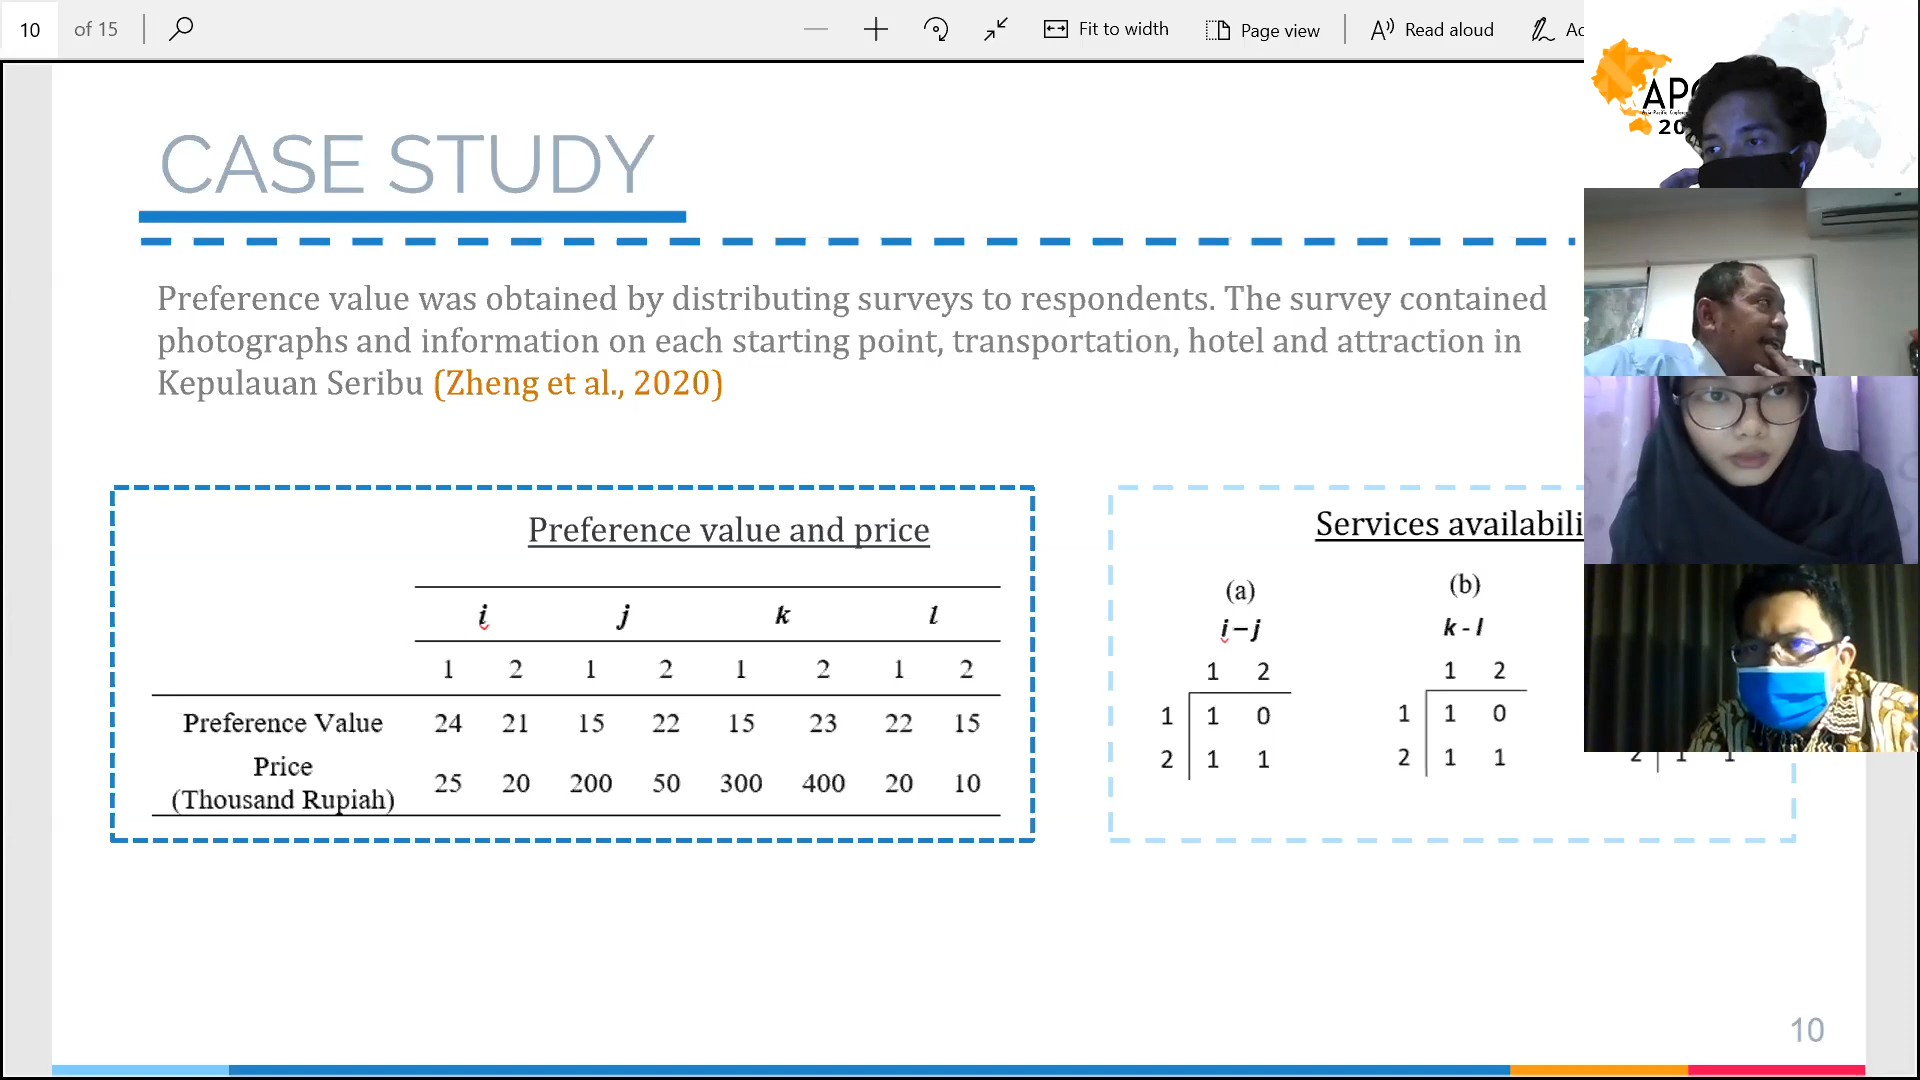 10 of 15 Fit to width Page view Read aloud
CASE STUDY
Preference value was obtained by distributing surveys to respondents. The survey contained
photographs and information on each starting point, transportation, hotel and attraction in
Kepulauan Seribu (Zheng et al., 2020)
Preference value and price
i j k l
1 2 1 2 1 2 1 2
Preference Value 24 21 15 22 15 23 22 15
Price
(Thousand Rupiah) 25 20 200 50 300 400 20 10
Services availabili
(a) (b)
i – j k - l
1 2 1 2
1 1 0 1 1 0
2 1 1 2 1 1 2 1 1
10